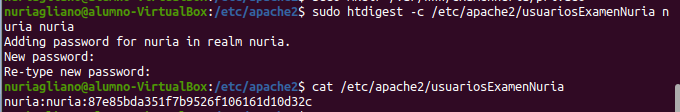 nuriagliano@alumno-VirtualBox:/etc/apache2$ sudo htdigest -c /etc/apache2/usuariosExamenNuria n
uria nuria
Adding password for nuria in realm nuria.
New password:
Re-type new password:
nuriagliano@alumno-VirtualBox:/etc/apache2$ cat /etc/apache2/usuariosExamenNuria
nuria:nuria:87e85bda351f7b9526f106161d10d32c